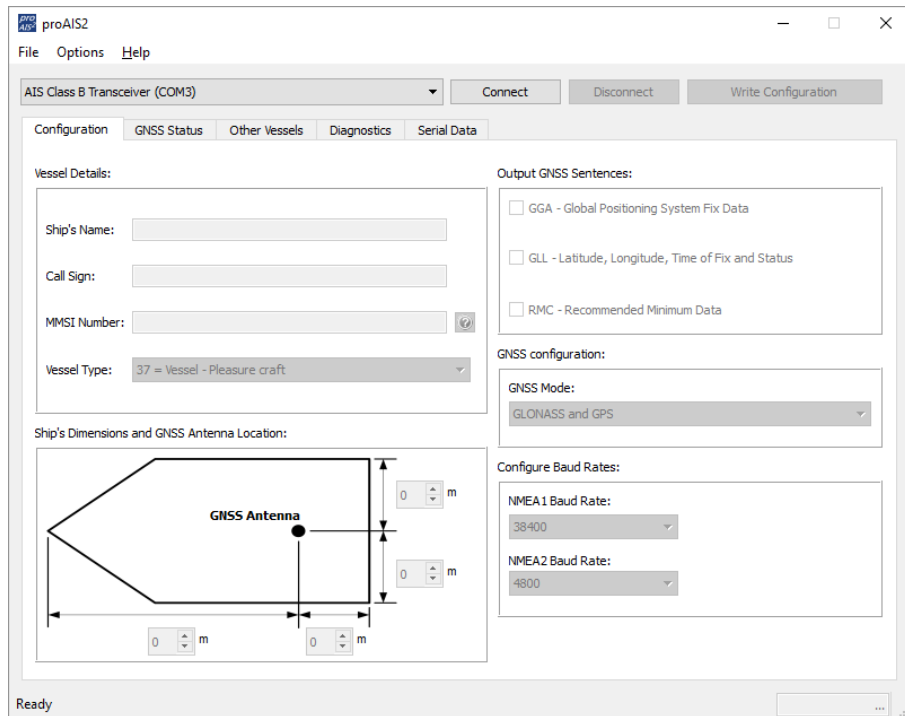 pro AIS2 proAIS2
File Options Help
AIS Class B Transceiver (COM3) Connect Disconnect Write Configuration
Configuration GNSS Status Other Vessels Diagnostics Serial Data
Vessel Details:
Ship's Name:
Call Sign:
MMSI Number: ?
Vessel Type: 37 = Vessel - Pleasure craft
Ship's Dimensions and GNSS Antenna Location:
GNSS Antenna
0 m
0 m
0 m 0 m
Output GNSS Sentences:
GGA - Global Positioning System Fix Data
GLL - Latitude, Longitude, Time of Fix and Status
RMC - Recommended Minimum Data
GNSS configuration:
GNSS Mode:
GLONASS and GPS
Configure Baud Rates:
NMEA1 Baud Rate:
38400
NMEA2 Baud Rate:
4800
Ready ...